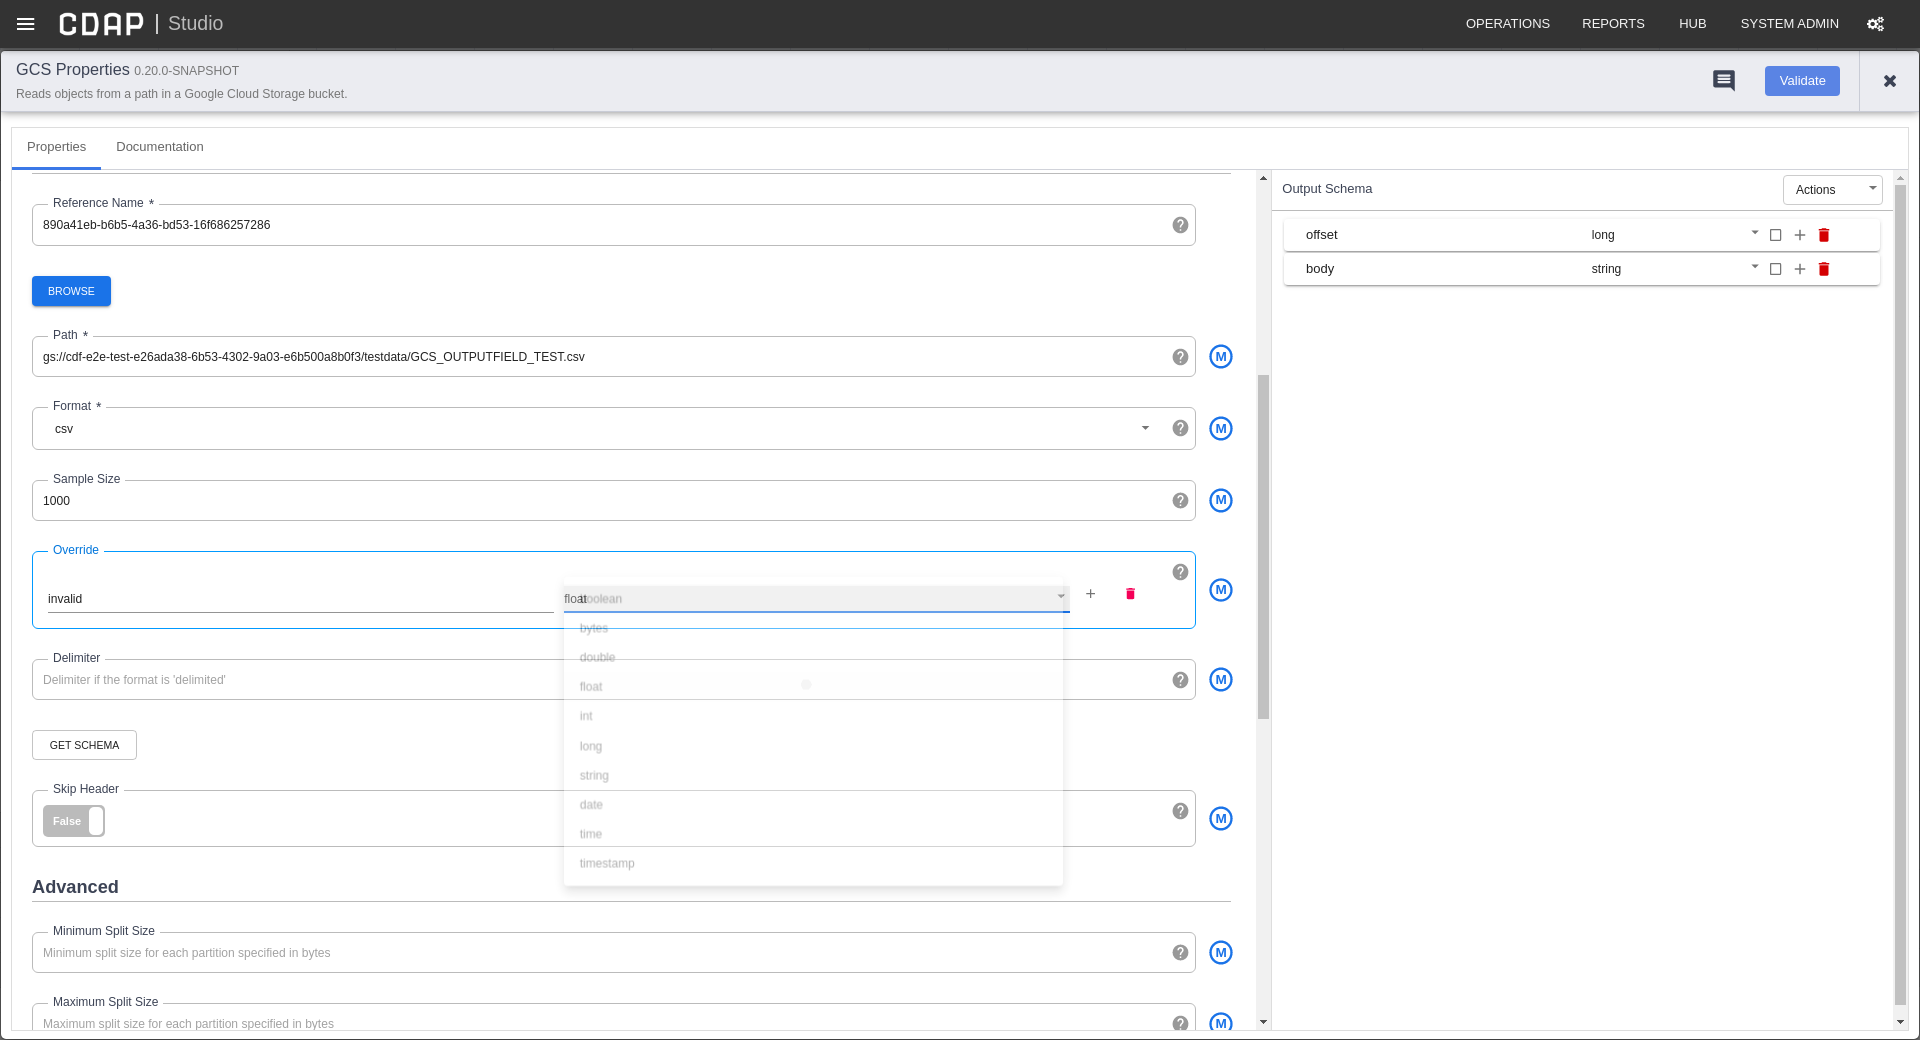 CDAP | Studio
OPERATIONS REPORTS HUB SYSTEM ADMIN
GCS Properties 0.20.0-SNAPSHOT
Reads objects from a path in a Google Cloud Storage bucket.
Validate
Properties Documentation
Reference Name *
890a41eb-b6b5-4a36-bd53-16f686257286
BROWSE
Path *
gs://cdf-e2e-test-e26ada38-6b53-4302-9a03-e6b500a8b0f3/testdata/GCS_OUTPUTFIELD_TEST.csv
M
Format *
csv
M
Sample Size
1000
M
Override
invalid
float
M
boolean
bytes
double
float
int
long
string
date
time
timestamp
Delimiter
Delimiter if the format is 'delimited'
M
GET SCHEMA
Skip Header
False
M
Advanced
Minimum Split Size
Minimum split size for each partition specified in bytes
M
Maximum Split Size
Maximum split size for each partition specified in bytes
M
Output Schema
Actions
offset long
body string